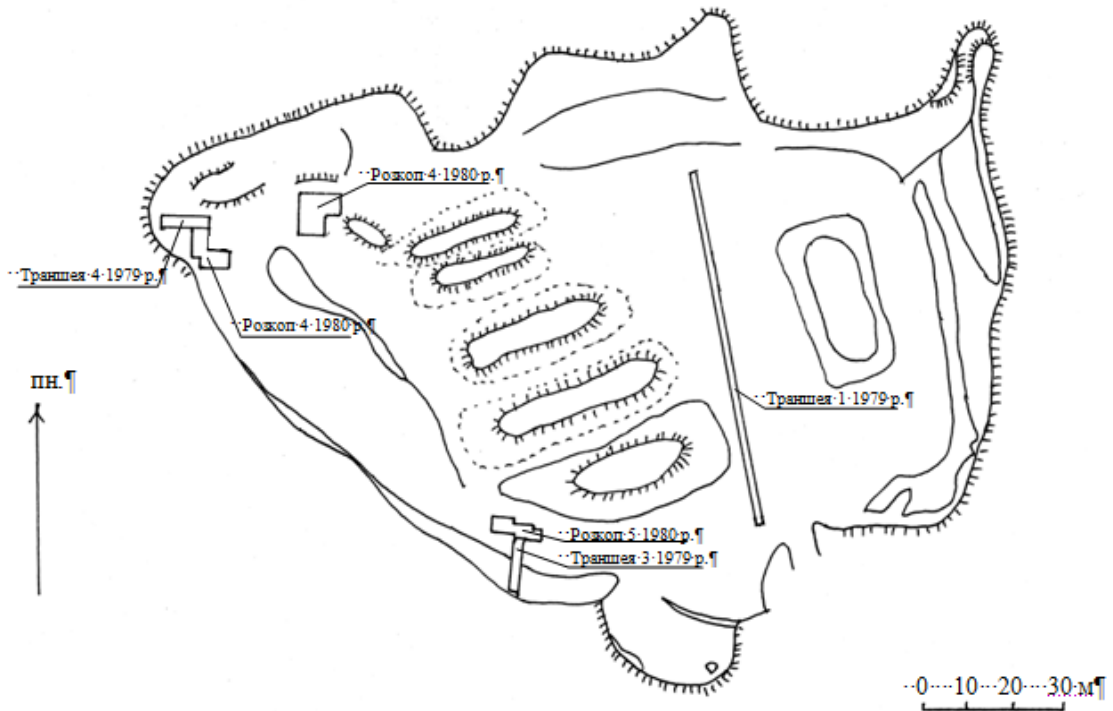 ··Розкоп·4·1980·р.¶
··Траншея·4·1979·р.¶
··Розкоп·4·1980·р.¶
пн.¶
··Траншея·1·1979·р.¶
··Розкоп·5·1980·р.¶
··Траншея·3·1979·р.¶
··0····10···20····30·м¶